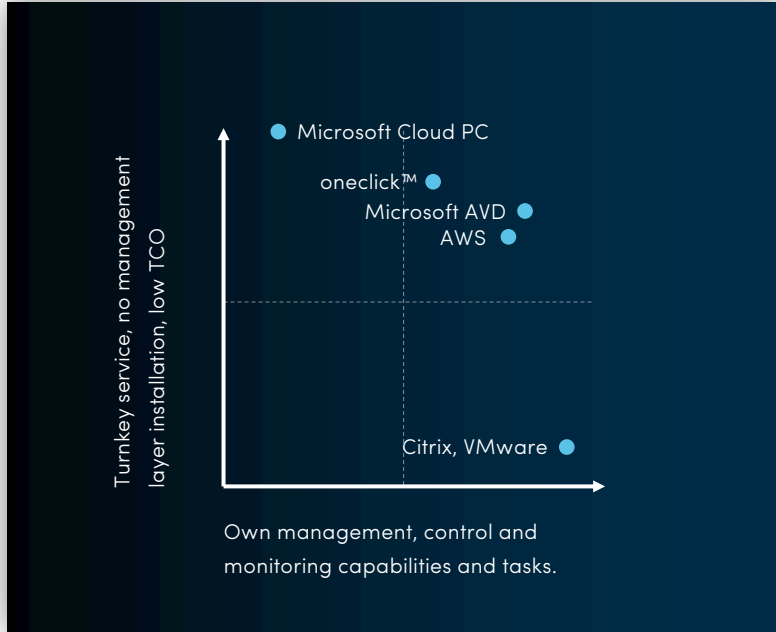 Microsoft Cloud PC
oneclick™
Microsoft AVD
AWS
Turnkey service, no management
layer installation, low TCO
Citrix, VMware
Own management, control and
monitoring capabilities and tasks.